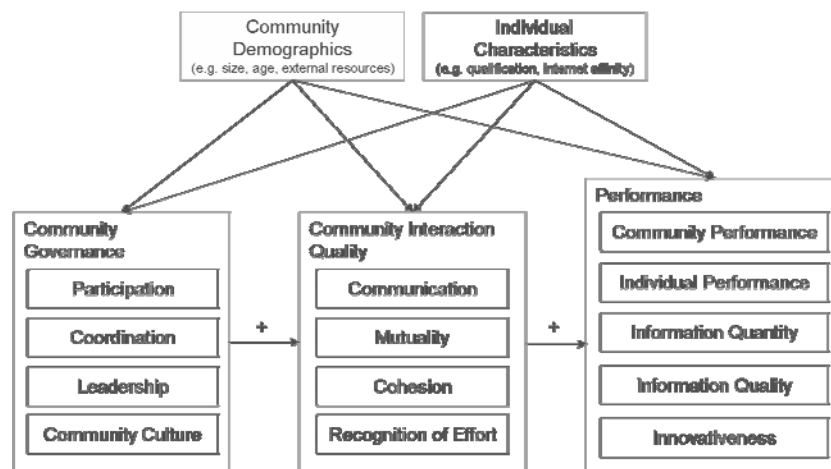 Community
Demographics
(e.g. size, age, external resources)
Individual
Characteristics
(e.g. qualification, internet affinity)
Community
Governance
Participation
Coordination
Leadership
Community Culture
+
Community Interaction
Quality
Communication
Mutuality
Cohesion
Recognition of Effort
+
Performance
Community Performance
Individual Performance
Information Quantity
Information Quality
Innovativeness